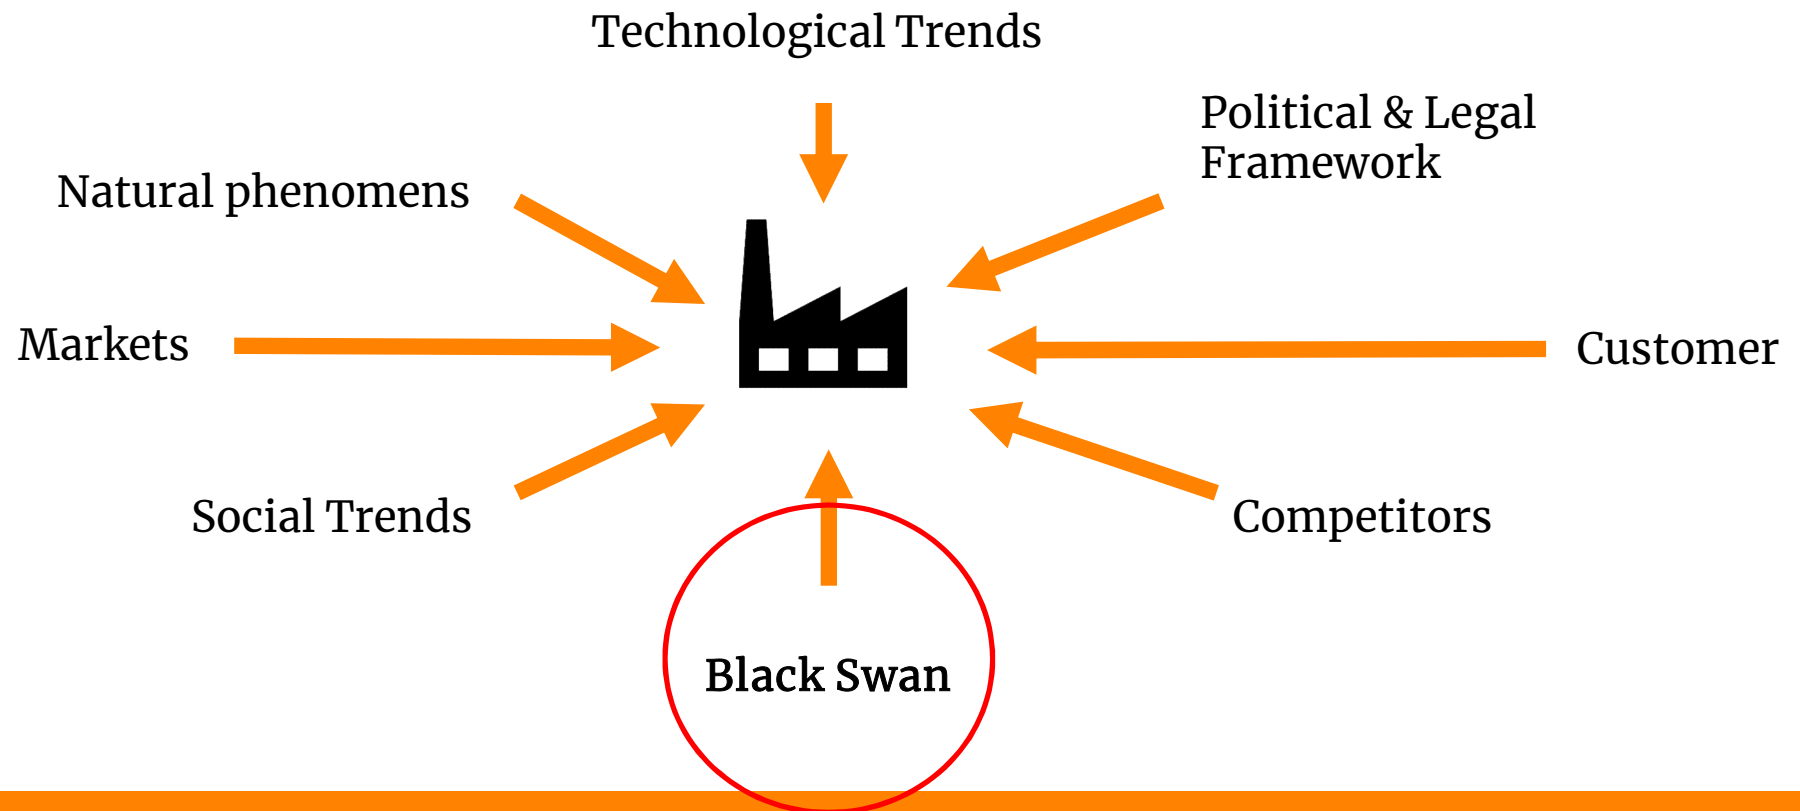 Technological Trends
Political & Legal
Framework
Natural phenomens
Markets
Customer
Social Trends
Competitors
Black Swan